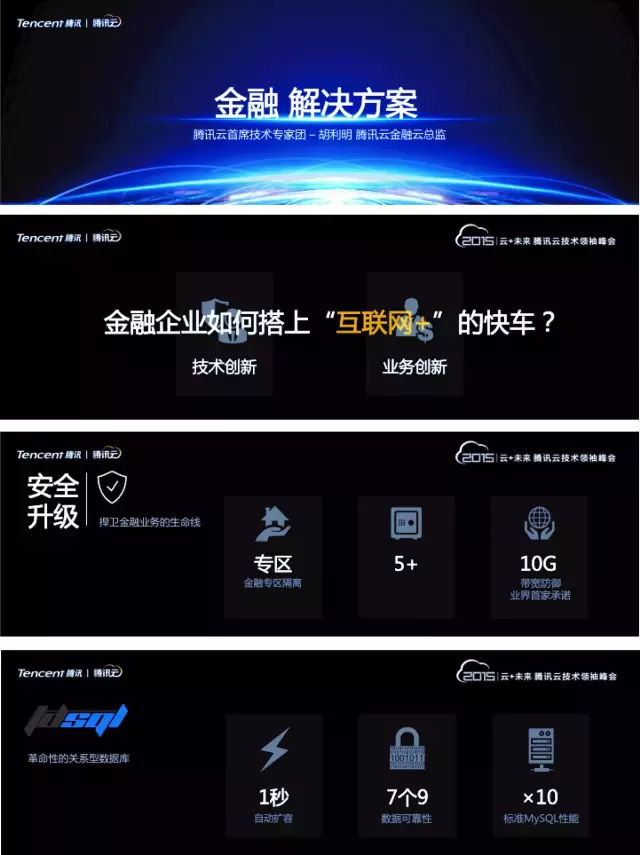 Tencent 腾讯 | 腾讯云
金融 解决方案
腾讯云首席技术专家团 – 胡利明 腾讯云金融云总监
Tencent 腾讯 | 腾讯云
2015 云+未来 腾讯云技术领袖峰会
金融企业如何搭上“互联网+”的快车？
技术创新
业务创新
Tencent 腾讯 | 腾讯云
2015 云+未来 腾讯云技术领袖峰会
安全
升级
捍卫金融业务的生命线
专区
金融专区隔离
5+
10G
带宽防御
业界首家承诺
Tencent 腾讯 | 腾讯云
2015 云+未来 腾讯云技术领袖峰会
tdsql
革命性的关系型数据库
1秒
自动扩容
1001011
7个9
数据可靠性
×10
标准MySQL性能